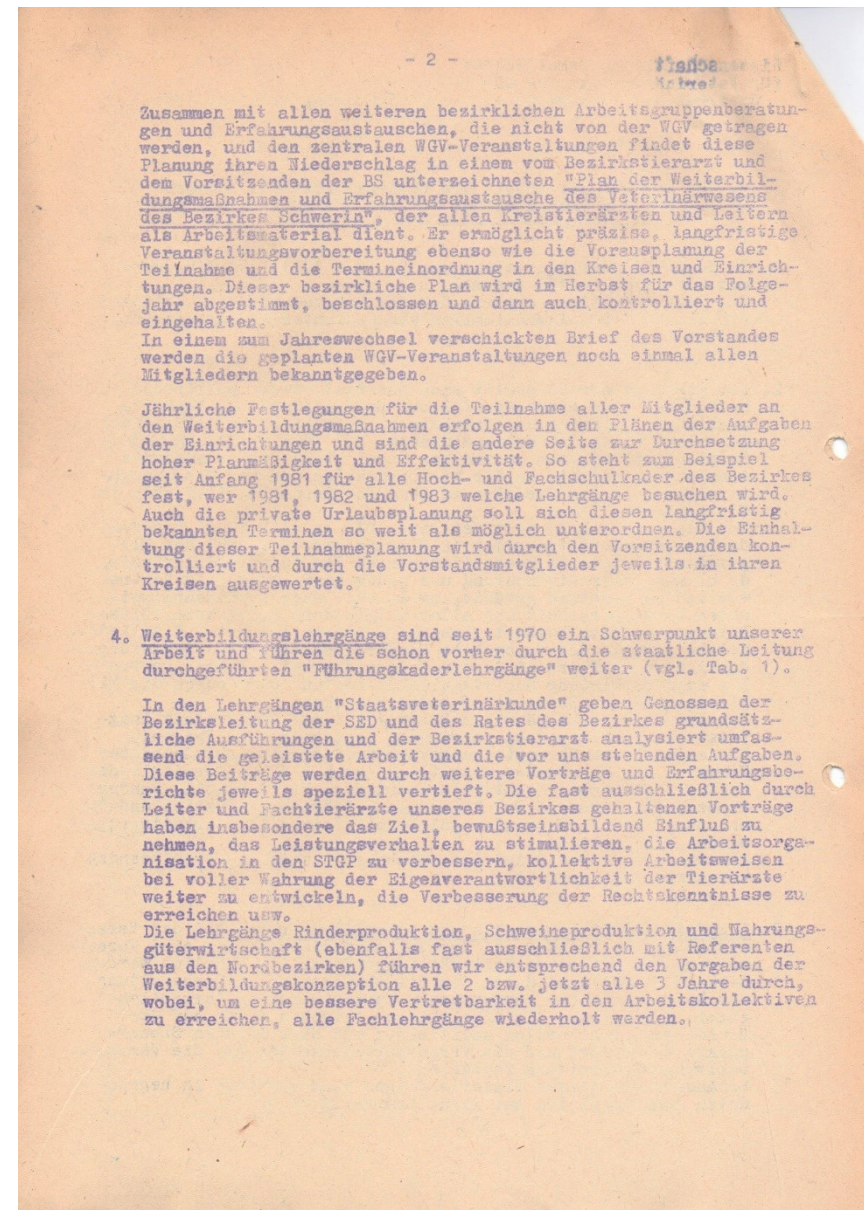 - 2 -
Zusammen mit allen weiteren bezirklichen Arbeitsgruppenberatun-
gen und Erfahrungsaustauschen, die nicht von der WGV getragen
werden, und den zentralen WGV-Veranstaltungen findet diese
Planung ihren Niederschlag in einem vom Bezirkstierarzt und
dem Vorsitzenden der BS unterzeichneten "Plan der Weiterbil-
dungsmaßnahmen und Erfahrungsaustausche des Veterinärwesens
des Bezirkes Schwerin", der allen Kreistierärzten und Leitern
als Arbeitsmaterial dient. Er ermöglicht präzise, langfristige
Veranstaltungsvorbereitung ebenso wie die Vorausplanung der
Teilnahme und die Termineinordnung in den Kreisen und Einrich-
tungen. Dieser bezirkliche Plan wird im Herbst für das Folge-
jahr abgestimmt, beschlossen und dann auch kontrolliert und
eingehalten.
In einem zum Jahreswechsel verschickten Brief des Vorstandes
werden die geplanten WGV-Veranstaltungen noch einmal allen
Mitgliedern bekanntgegeben.
Jährliche Festlegungen für die Teilnahme aller Mitglieder an
den Weiterbildungsmaßnahmen erfolgen in den Plänen der Aufgaben
der Einrichtungen und sind die andere Seite zur Durchsetzung
hoher Planmäßigkeit und Effektivität. So steht zum Beispiel
seit Anfang 1981 für alle Hoch- und Fachschulkader des Bezirkes
fest, wer 1981, 1982 und 1983 welche Lehrgänge besuchen wird.
Auch die private Urlaubsplanung soll sich diesen langfristig
bekannten Terminen so weit als möglich unterordnen. Die Einhal-
tung dieser Teilnahmeplanung wird durch den Vorsitzenden kon-
trolliert und durch die Vorstandsmitglieder jeweils in ihren
Kreisen ausgewertet.
4. Weiterbildungslehrgänge sind seit 1970 ein Schwerpunkt unserer
Arbeit und führen die schon vorher durch die staatliche Leitung
durchgeführten "Führungskaderlehrgänge" weiter (vgl. Tab. 1).
In den Lehrgängen "Staatsveterinärkunde" geben Genossen der
Bezirksleitung der SED und des Rates des Bezirkes grundsätz-
liche Ausführungen und der Bezirkstierarzt analysiert umfas-
send die geleistete Arbeit und die vor uns stehenden Aufgaben.
Diese Beiträge werden durch weitere Vorträge und Erfahrungsbe-
richte jeweils speziell vertieft. Die fast ausschließlich durch
Leiter und Fachtierärzte unseres Bezirkes gehaltenen Vorträge
haben insbesondere das Ziel, bewußtseinsbildend Einfluß zu
nehmen, das Leistungsverhalten zu stimulieren, die Arbeitsorga-
nisation in den STGP zu verbessern, kollektive Arbeitsweisen
bei voller Wahrung der Eigenverantwortlichkeit der Tierärzte
weiter zu entwickeln, die Verbesserung der Rechtskenntnisse zu
erreichen usw.
Die Lehrgänge Rinderproduktion, Schweineproduktion und Nahrungs-
güterwirtschaft (ebenfalls fast ausschließlich mit Referenten
aus den Nordbezirken) führen wir entsprechend den Vorgaben der
Weiterbildungskonzeption alle 2 bzw. jetzt alle 3 Jahre durch,
wobei, um eine bessere Vertretbarkeit in den Arbeitskollektiven
zu erreichen, alle Fachlehrgänge wiederholt werden.